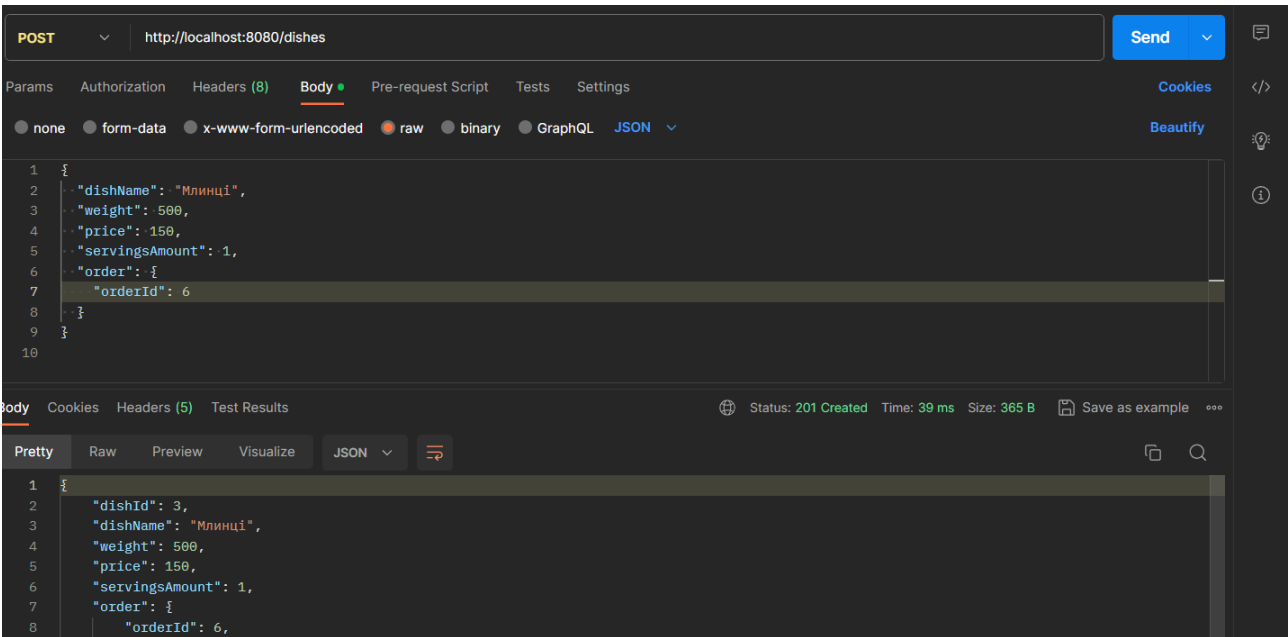 POST http://localhost:8080/dishes Send
Params Authorization Headers (8) Body Pre-request Script Tests Settings Cookies
none form-data x-www-form-urlencoded raw binary GraphQL JSON Beautify
1 {
2 "dishName": "Млинці",
3 "weight": 500,
4 "price": 150,
5 "servingsAmount": 1,
6 "order": {
7 "orderId": 6
8 }
9 }
10
Body Cookies Headers (5) Test Results Status: 201 Created Time: 39 ms Size: 365 B Save as example
Pretty Raw Preview Visualize JSON
1 {
2 "dishId": 3,
3 "dishName": "Млинці",
4 "weight": 500,
5 "price": 150,
6 "servingsAmount": 1,
7 "order": {
8 "orderId": 6,